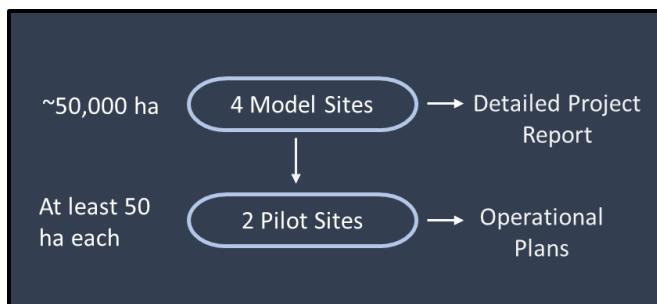 ~50,000 ha
4 Model Sites
Detailed Project
Report
At least 50
ha each
2 Pilot Sites
Operational
Plans